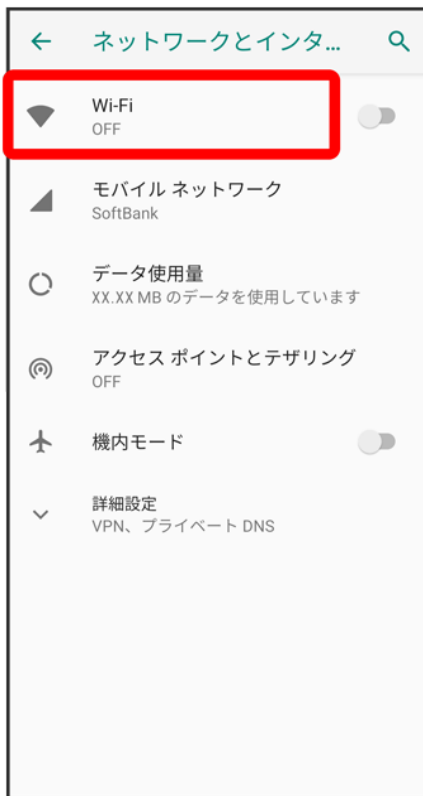 ネットワークとインタ...
Wi-Fi
OFF
モバイル ネットワーク
SoftBank
データ使用量
XX.XX MB のデータを使用しています
アクセス ポイントとテザリング
OFF
機内モード
詳細設定
VPN、プライベート DNS